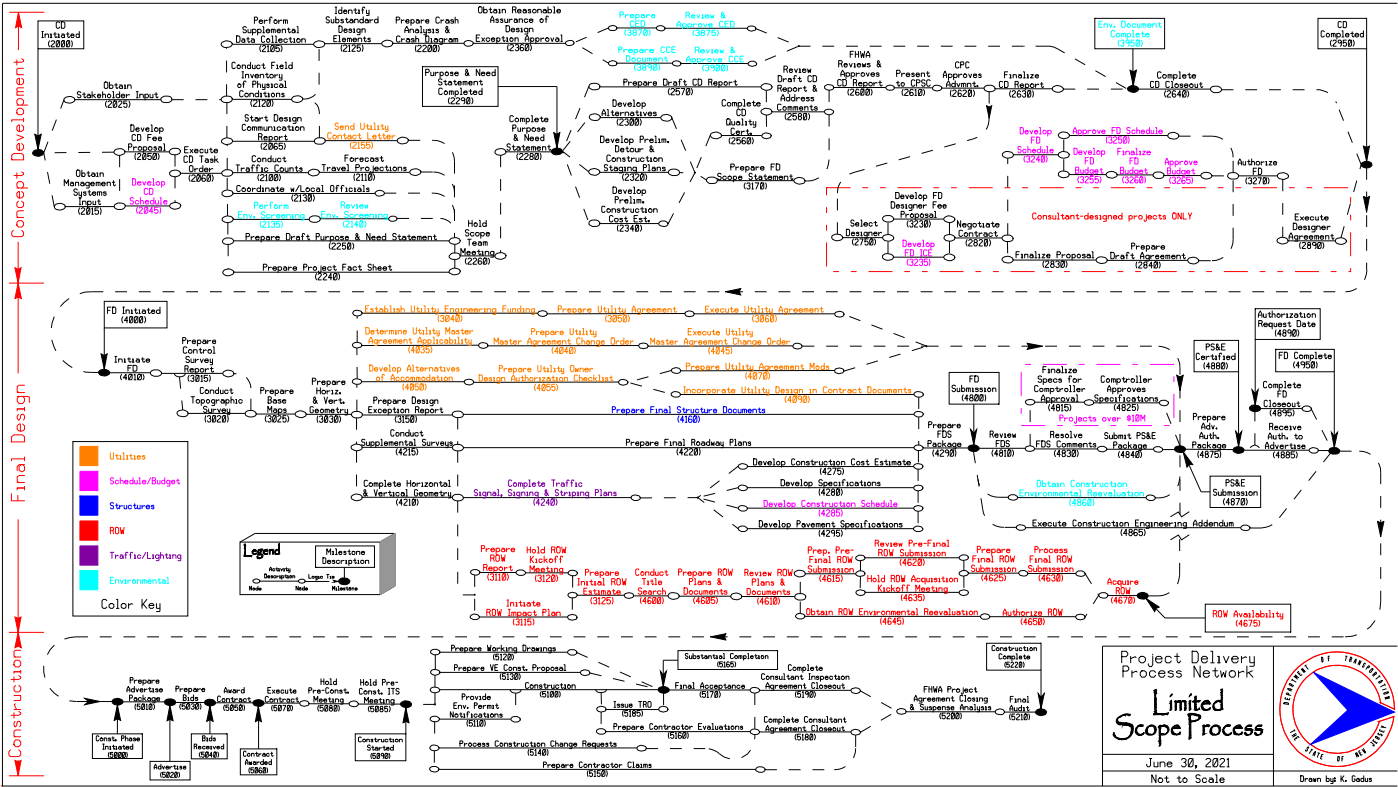 Concept Development
CD
Initiated
(2000)
Obtain
Stakeholder Input
(2025)
Develop
CD Fee
Proposal
(2050)
Execute
CD Task
Order
(2060)
Obtain
Management
Systems
Input
(2015)
Develop
CD
Schedule
(2045)
Perform
Supplemental
Data Collection
(2105)
Identify
Substandard
Design
Elements
(2125)
Prepare Crash
Analysis &
Crash Diagram
(2200)
Obtain Reasonable
Assurance of
Design
Exception Approval
(2360)
Conduct Field
Inventory
of Physical
Conditions
(2120)
Start Design
Communication
Report
(2065)
Send Utility
Contact Letter
(2155)
Conduct
Traffic Counts
(2100)
Forecast
Travel Projections
(2110)
Coordinate w/Local Officials
(2130)
Perform
Env. Screening
(2135)
Review
Env. Screening
(2140)
Prepare Draft Purpose & Need Statement
(2250)
Prepare Project Fact Sheet
(2240)
Hold
Scope
Team
Meeting
(2260)
Purpose & Need
Statement
Completed
(2290)
Complete
Purpose
& Need
Statement
(2280)
Prepare
CED
(3870)
Review &
Approve CED
(3875)
Prepare CCE
Document
(3890)
Review &
Approve CCE
(3900)
Prepare Draft CD Report
(2570)
Develop
Alternatives
(2300)
Develop Prelim.
Detour &
Construction
Staging Plans
(2320)
Develop
Prelim.
Construction
Cost Est.
(2340)
Complete
CD
Quality
Cert.
(2560)
Review
Draft CD
Report &
Address
Comments
(2580)
Prepare FD
Scope Statement
(3170)
FHWA
Reviews &
Approves
CD Report
(2600)
Present
to CPSC
(2610)
CPC
Approves
Advmnt.
(2620)
Finalize
CD Report
(2630)
Env. Document
Complete
(3950)
Complete
CD Closeout
(2640)
CD
Completed
(2950)
Develop
FD
Schedule
(3240)
Approve FD Schedule
(3250)
Develop
FD
Budget
(3255)
Finalize
FD
Budget
(3260)
Approve
Budget
(3265)
Authorize
FD
(3270)
Consultant-designed projects ONLY
Select
Designer
(2750)
Develop FD
Designer Fee
Proposal
(3230)
Develop
FD ICE
(3235)
Negotiate
Contract
(2820)
Finalize Proposal
(2830)
Prepare
Draft Agreement
(2840)
Execute
Designer
Agreement
(2890)
Final Design
FD Initiated
(4000)
Initiate
FD
(4010)
Prepare
Control
Survey
Report
(3015)
Conduct
Topographic
Survey
(3020)
Prepare
Base
Maps
(3025)
Prepare
Horiz.
& Vert.
Geometry
(3030)
Establish Utility Engineering Funding
(3040)
Prepare Utility Agreement
(3050)
Execute Utility Agreement
(3060)
Determine Utility Master
Agreement Applicability
(4035)
Prepare Utility
Master Agreement Change Order
(4040)
Execute Utility
Master Agreement Change Order
(4045)
Develop Alternatives
of Accommodation
(4050)
Prepare Utility Owner
Design Authorization Checklist
(4055)
Prepare Utility Agreement Mods
(4070)
Incorporate Utility Design in Contract Documents
(4090)
Prepare Design
Exception Report
(3150)
Prepare Final Structure Documents
(4160)
Conduct
Supplemental Surveys
(4215)
Prepare Final Roadway Plans
(4220)
Complete Horizontal
& Vertical Geometry
(4210)
Complete Traffic
Signal, Signing & Striping Plans
(4240)
Develop Construction Cost Estimate
(4275)
Develop Specifications
(4280)
Develop Construction Schedule
(4285)
Develop Pavement Specifications
(4295)
Prepare
FDS
Package
(4290)
FD
Submission
(4800)
Review
FDS
(4810)
Finalize
Specs for
Comptroller
Approval
(4815)
Comptroller
Approves
Specifications
(4825)
Projects over $10M
Resolve
FDS Comments
(4830)
Submit PS&E
Package
(4840)
Obtain Construction
Environmental Reevaluation
(4860)
Execute Construction Engineering Addendum
(4865)
PS&E
Submission
(4870)
Prepare
Adv.
Auth.
Package
(4875)
PS&E
Certified
(4880)
Authorization
Request Date
(4890)
Complete
FD
Closeout
(4895)
Receive
Auth. to
Advertise
(4885)
FD Complete
(4950)
Utilities
Schedule/Budget
Structures
ROW
Traffic/Lighting
Environmental
Color Key
Legend
Milestone
Description
Activity
Description
Logic Tie
Node
Node
Milestone
Prepare
ROW
Report
(3110)
Hold ROW
Kickoff
Meeting
(3120)
Initiate
ROW Impact Plan
(3115)
Prepare
Initial ROW
Estimate
(3125)
Conduct
Title
Search
(4600)
Prepare ROW
Plans &
Documents
(4605)
Review ROW
Plans &
Documents
(4610)
Prep. Pre-
Final ROW
Submission
(4615)
Review Pre-Final
ROW Submission
(4620)
Hold ROW Acquisition
Kickoff Meeting
(4635)
Prepare
Final ROW
Submission
(4625)
Process
Final ROW
Submission
(4630)
Obtain ROW Environmental Reevaluation
(4645)
Authorize ROW
(4650)
Acquire
ROW
(4670)
ROW Availability
(4675)
Construction
Prepare
Advertise
Package
(5010)
Prepare
Bids
(5030)
Award
Contract
(5050)
Execute
Contract
(5070)
Hold
Pre-Const.
Meeting
(5080)
Hold Pre-
Const. ITS
Meeting
(5085)
Const. Phase
Initiated
(5000)
Advertise
(5020)
Bids
Received
(5040)
Contract
Awarded
(5060)
Construction
Started
(5090)
Prepare Working Drawings
(5120)
Prepare VE Const. Proposal
(5130)
Construction
(5100)
Provide
Env. Permit
Notifications
(5110)
Issue TRO
(5185)
Prepare Contractor Evaluations
(5160)
Process Construction Change Requests
(5140)
Prepare Contractor Claims
(5150)
Substantial Completion
(5165)
Final Acceptance
(5170)
Complete
Consultant Inspection
Agreement Closeout
(5190)
Complete Consultant
Agreement Closeout
(5180)
FHWA Project
Agreement Closing
& Suspense Analysis
(5200)
Final
Audit
(5210)
Construction
Complete
(5220)
Project Delivery
Process Network
Limited
Scope Process
June 30, 2021
Not to Scale
DEPARTMENT OF TRANSPORTATION
THE STATE OF NEW JERSEY
Drawn by: K. Gadus